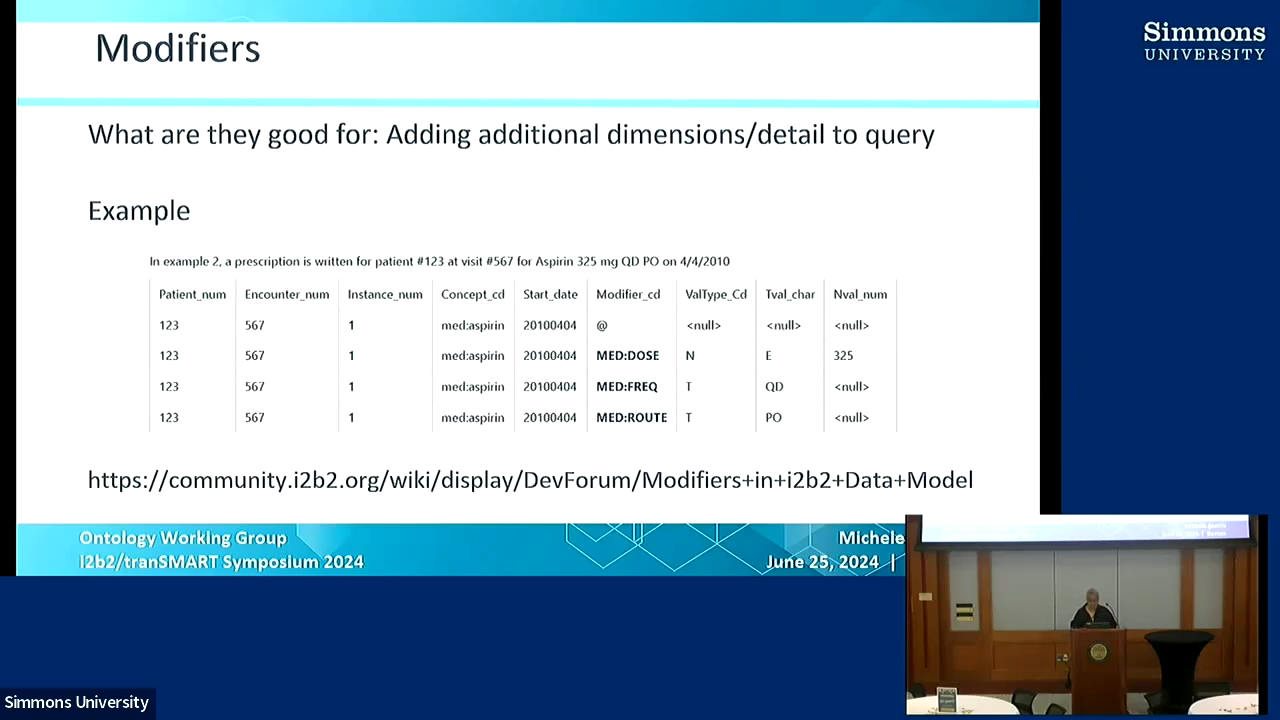 Modifiers
Simmons
UNIVERSITY
What are they good for: Adding additional dimensions/detail to query
Example
In example 2, a prescription is written for patient #123 at visit #567 for Aspirin 325 mg QD PO on 4/4/2010
Patient_num Encounter_num Instance_num Concept_cd Start_date Modifier_cd ValType_Cd Tval_char Nval_num
123 567 1 med:aspirin 20100404 @ <null> <null> <null>
123 567 1 med:aspirin 20100404 MED:DOSE N E 325
123 567 1 med:aspirin 20100404 MED:FREQ T QD <null>
123 567 1 med:aspirin 20100404 MED:ROUTE T PO <null>
https://community.i2b2.org/wiki/display/DevForum/Modifiers+in+i2b2+Data+Model
Ontology Working Group
i2b2/tranSMART Symposium 2024
Michele
June 25, 2024 |
Simmons University